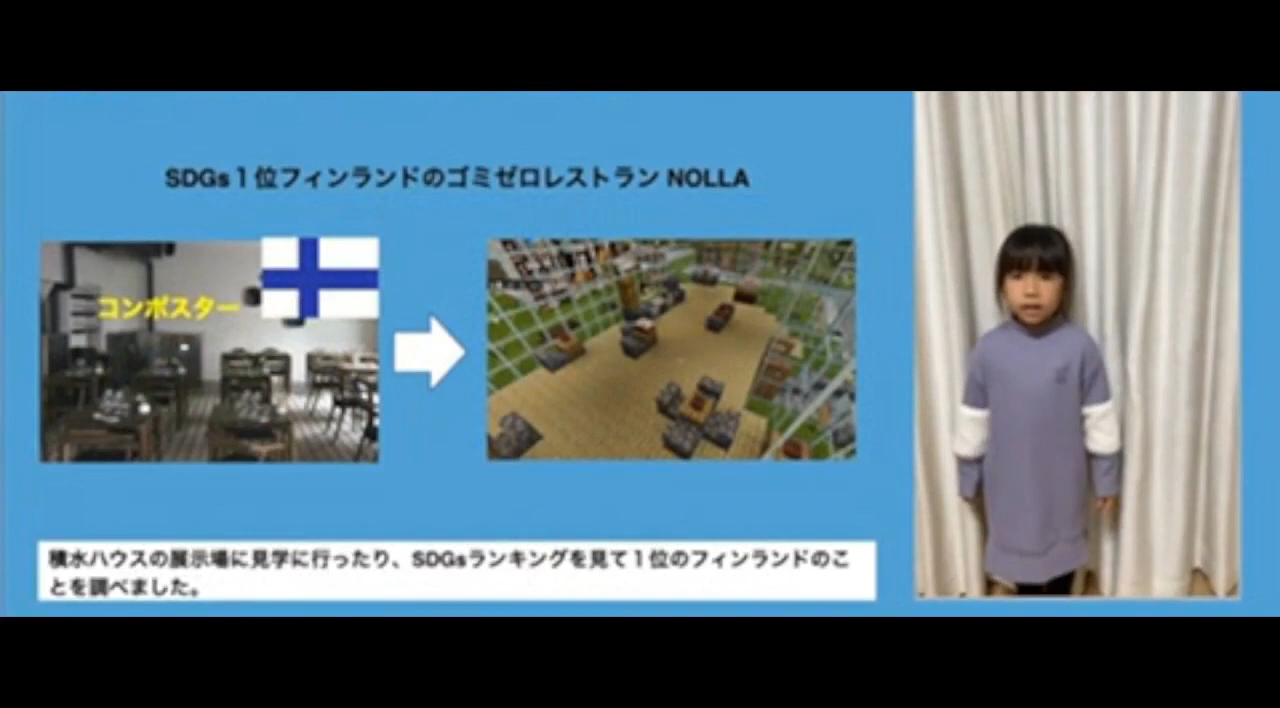 SDGs１位フィンランドのゴミゼロレストラン NOLLA
コンポスター
積水ハウスの展示場に見学に行ったり、SDGsランキングを見て１位のフィンランドのこ
とを調べました。